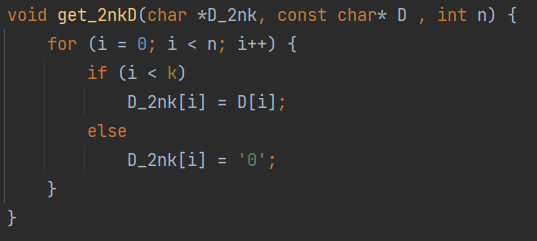 void get_2nkD(char *D_2nk, const char* D , int n) {
    for (i = 0; i < n; i++) {
        if (i < k)
            D_2nk[i] = D[i];
        else
            D_2nk[i] = '0';
    }
}